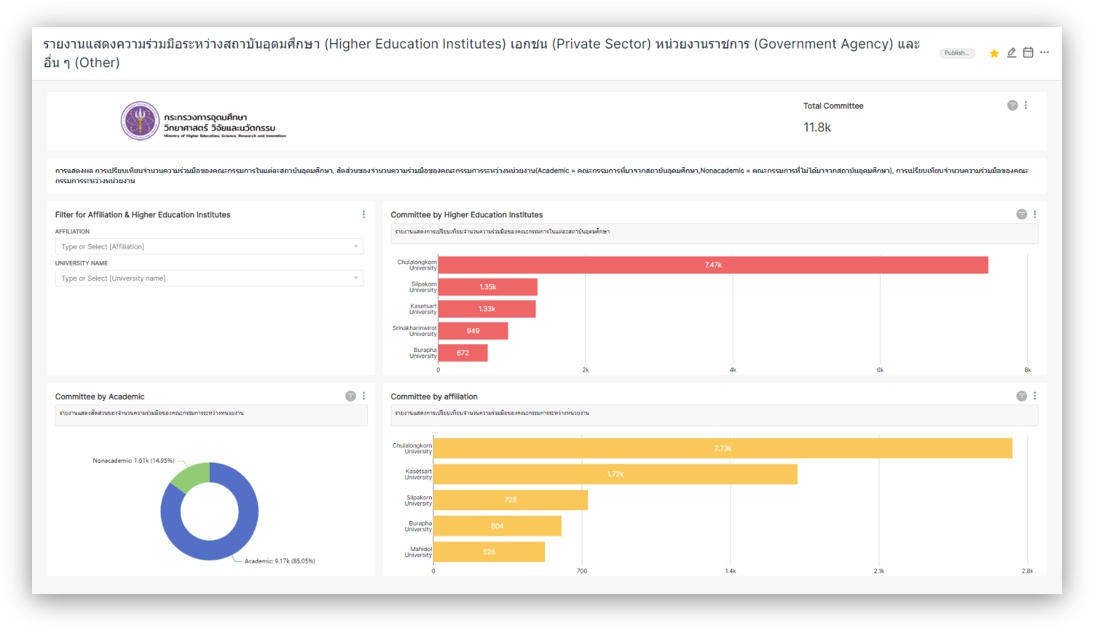 รายงานแสดงความร่วมมือระหว่างสถาบันอุดมศึกษา (Higher Education Institutes) เอกชน (Private Sector) หน่วยงานราชการ (Government Agency) และ
อื่น ๆ (Other)
Publish...
กระทรวงการอุดมศึกษา
วิทยาศาสตร์ วิจัยและนวัตกรรม
Ministry of Higher Education, Science, Research and Innovation
Total Committee
11.8k
การแสดงผล การเปรียบเทียบจำนวนความร่วมมือของคณะกรรมการในแต่ละสถาบันอุดมศึกษา, สัดส่วนของจำนวนความร่วมมือของคณะกรรมการระหว่างหน่วยงาน(Academic = คณะกรรมการที่มาจากสถาบันอุดมศึกษา,Nonacademic = คณะกรรมการที่ไม่ได้มาจากสถาบันอุดมศึกษา), การเปรียบเทียบจำนวนความร่วมมือของคณะ
กรรมการระหว่างหน่วยงาน
Filter for Affiliation & Higher Education Institutes
AFFILIATION
Type or Select [Affiliation]
UNIVERSITY NAME
Type or Select [University name]
Committee by Higher Education Institutes
รายงานแสดงการเปรียบเทียบจำนวนความร่วมมือของคณะกรรมการในแต่ละสถาบันอุดมศึกษา
Chulalongkorn
University
7.47k
Silpakorn
University
1.35k
Kasetsart
University
1.33k
Srinakharinwirot
University
949
Burapha
University
672
0 2k 4k 6k 8k
Committee by Academic
รายงานแสดงสัดส่วนของจำนวนความร่วมมือของคณะกรรมการระหว่างหน่วยงาน
Nonacademic: 1.61k (14.95%)
Academic: 9.17k (85.05%)
Committee by affiliation
รายงานแสดงการเปรียบเทียบจำนวนความร่วมมือของคณะกรรมการระหว่างหน่วยงาน
Chulalongkorn
University
2.73k
Kasetsart
University
1.72k
Silpakorn
University
728
Burapha
University
604
Mahidol
University
526
0 700 1.4k 2.1k 2.8k